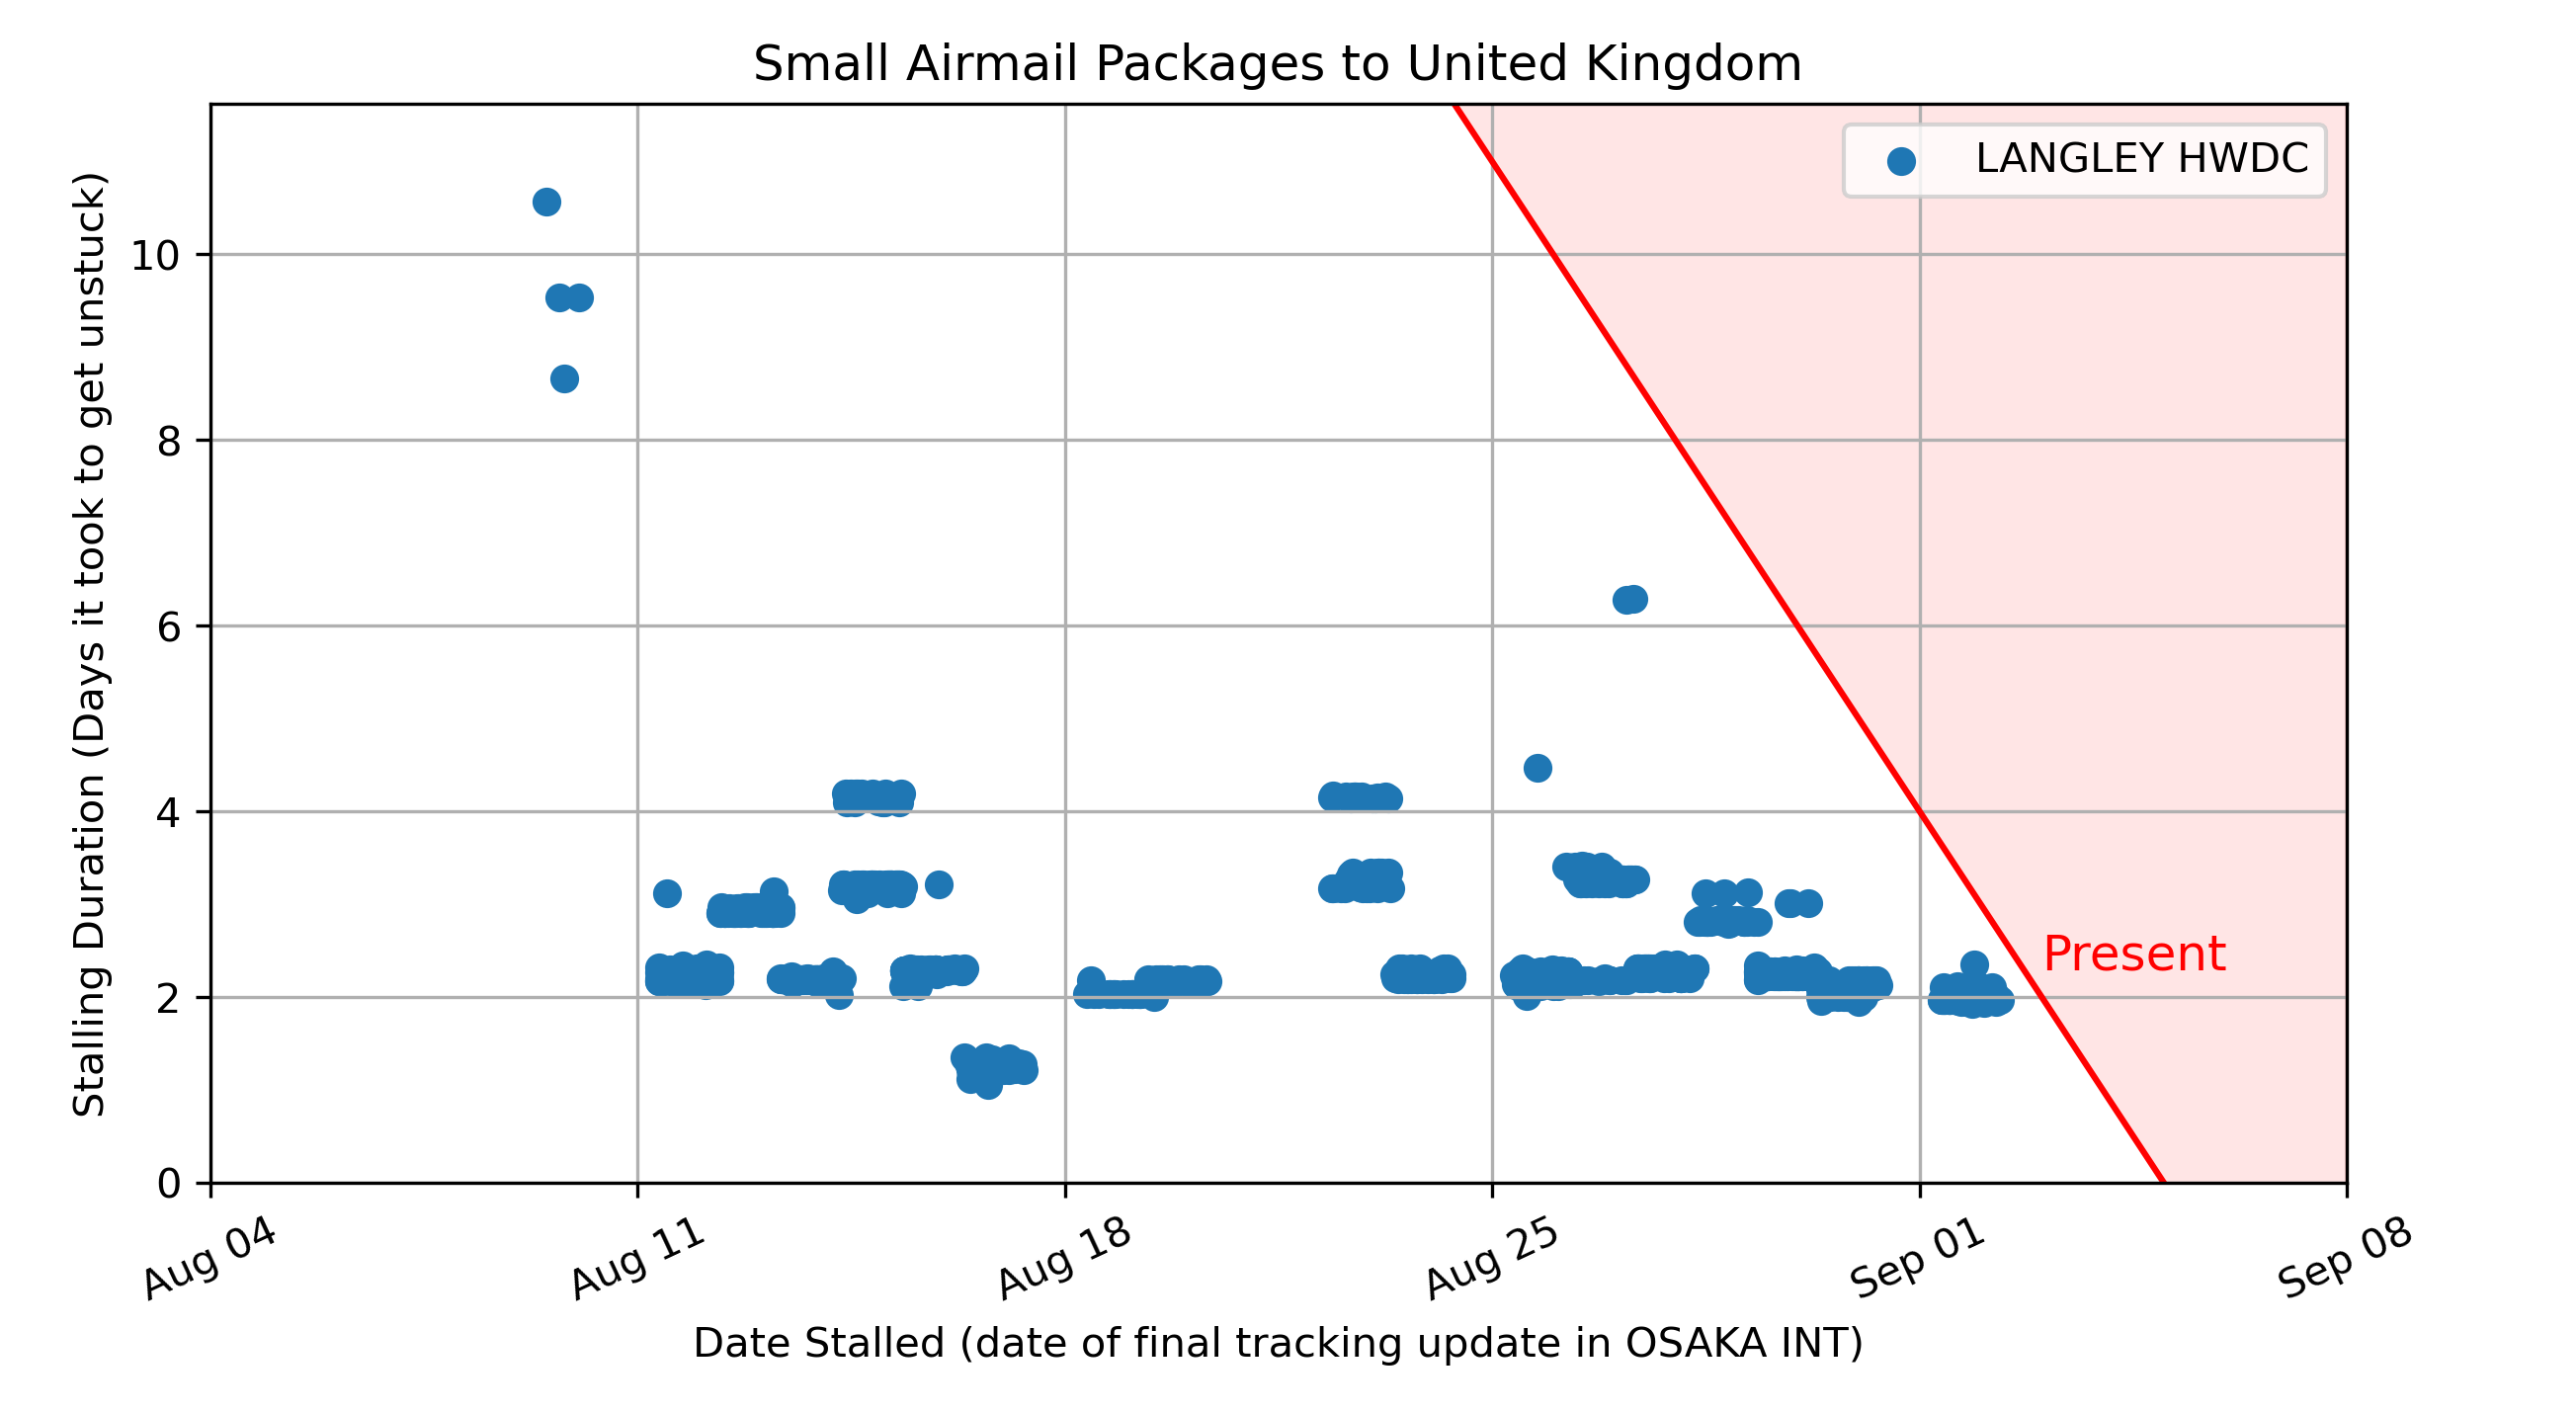 Small Airmail Packages to United Kingdom
LANGLEY HWDC
Stalling Duration (Days it took to get unstuck)
10
8
6
4
2
0
Present
Aug 04
Aug 11
Aug 18
Aug 25
Sep 01
Sep 08
Date Stalled (date of final tracking update in OSAKA INT)